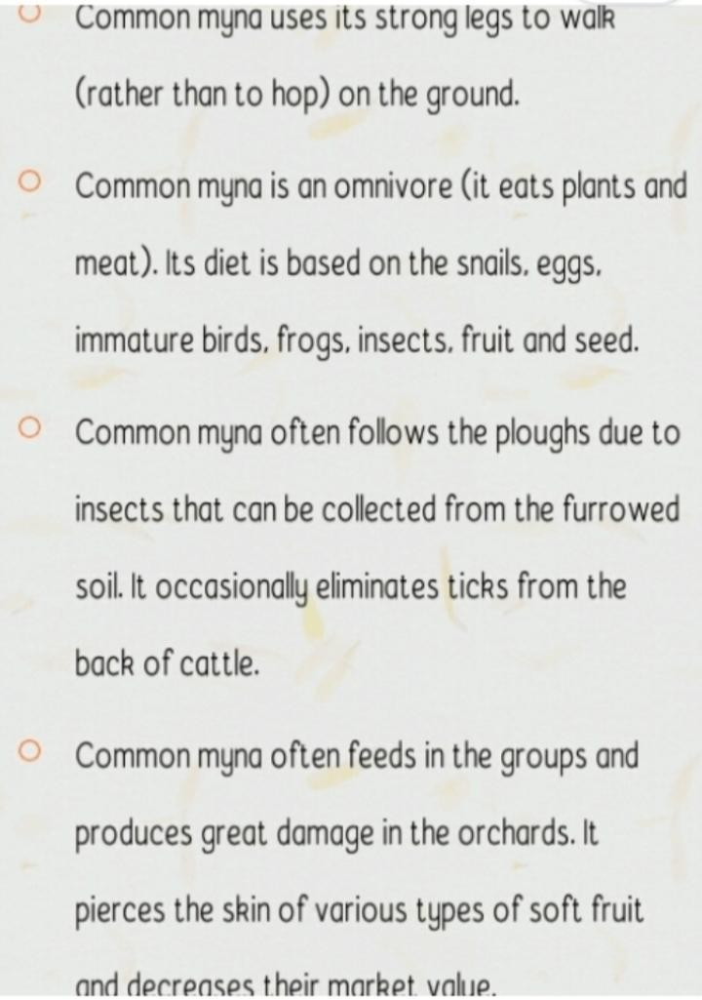 Common myna uses its strong legs to walk
(rather than to hop) on the ground.
Common myna is an omnivore (it eats plants and
meat). Its diet is based on the snails, eggs,
immature birds, frogs, insects, fruit and seed.
Common myna often follows the ploughs due to
insects that can be collected from the furrowed
soil. It occasionally eliminates ticks from the
back of cattle.
Common myna often feeds in the groups and
produces great damage in the orchards. It
pierces the skin of various types of soft fruit
and decreases their market value.